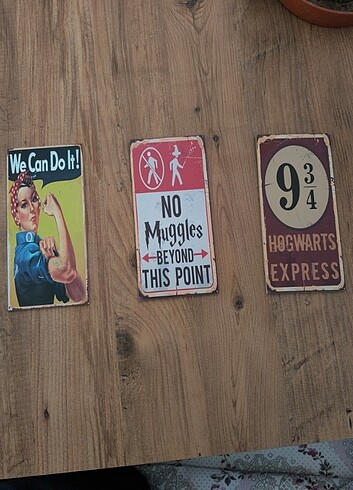 We Can Do It!
NO
Muggles
BEYOND
THIS POINT
9 3/4
HOGWARTS
EXPRESS